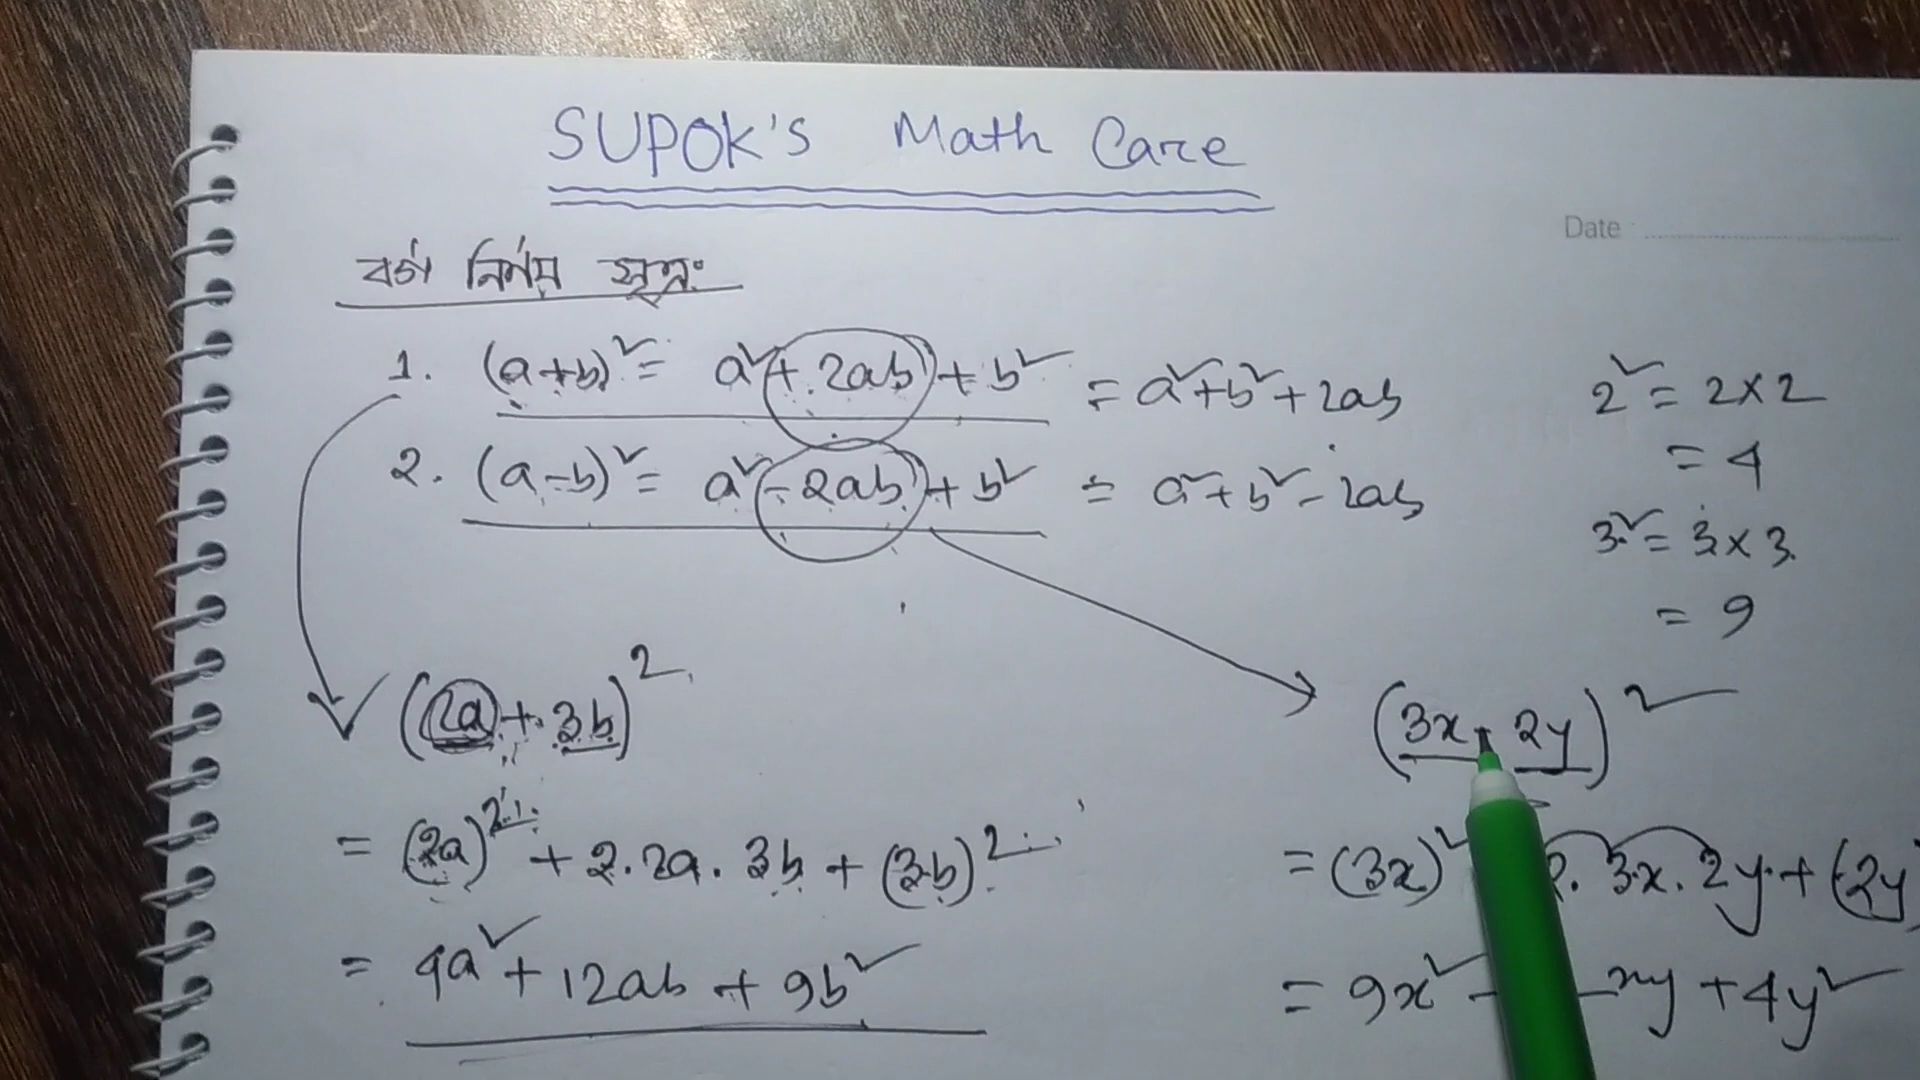 SUPOK's Math Care
Date
বর্গ নির্ণয় সূত্রঃ
1. (a+b)² = a² + 2ab + b² = a²+b²+2ab
2. (a-b)² = a² - 2ab + b² = a²+b²-2ab
2² = 2×2
= 4
3² = 3×3
= 9
(2a + 3b)²
= (2a)² + 2.2a.3b + (3b)²
= 4a² + 12ab + 9b²
(3x 2y)²
= (3x)² 2. 3x. 2y + (2y
= 9x² - xy + 4y²